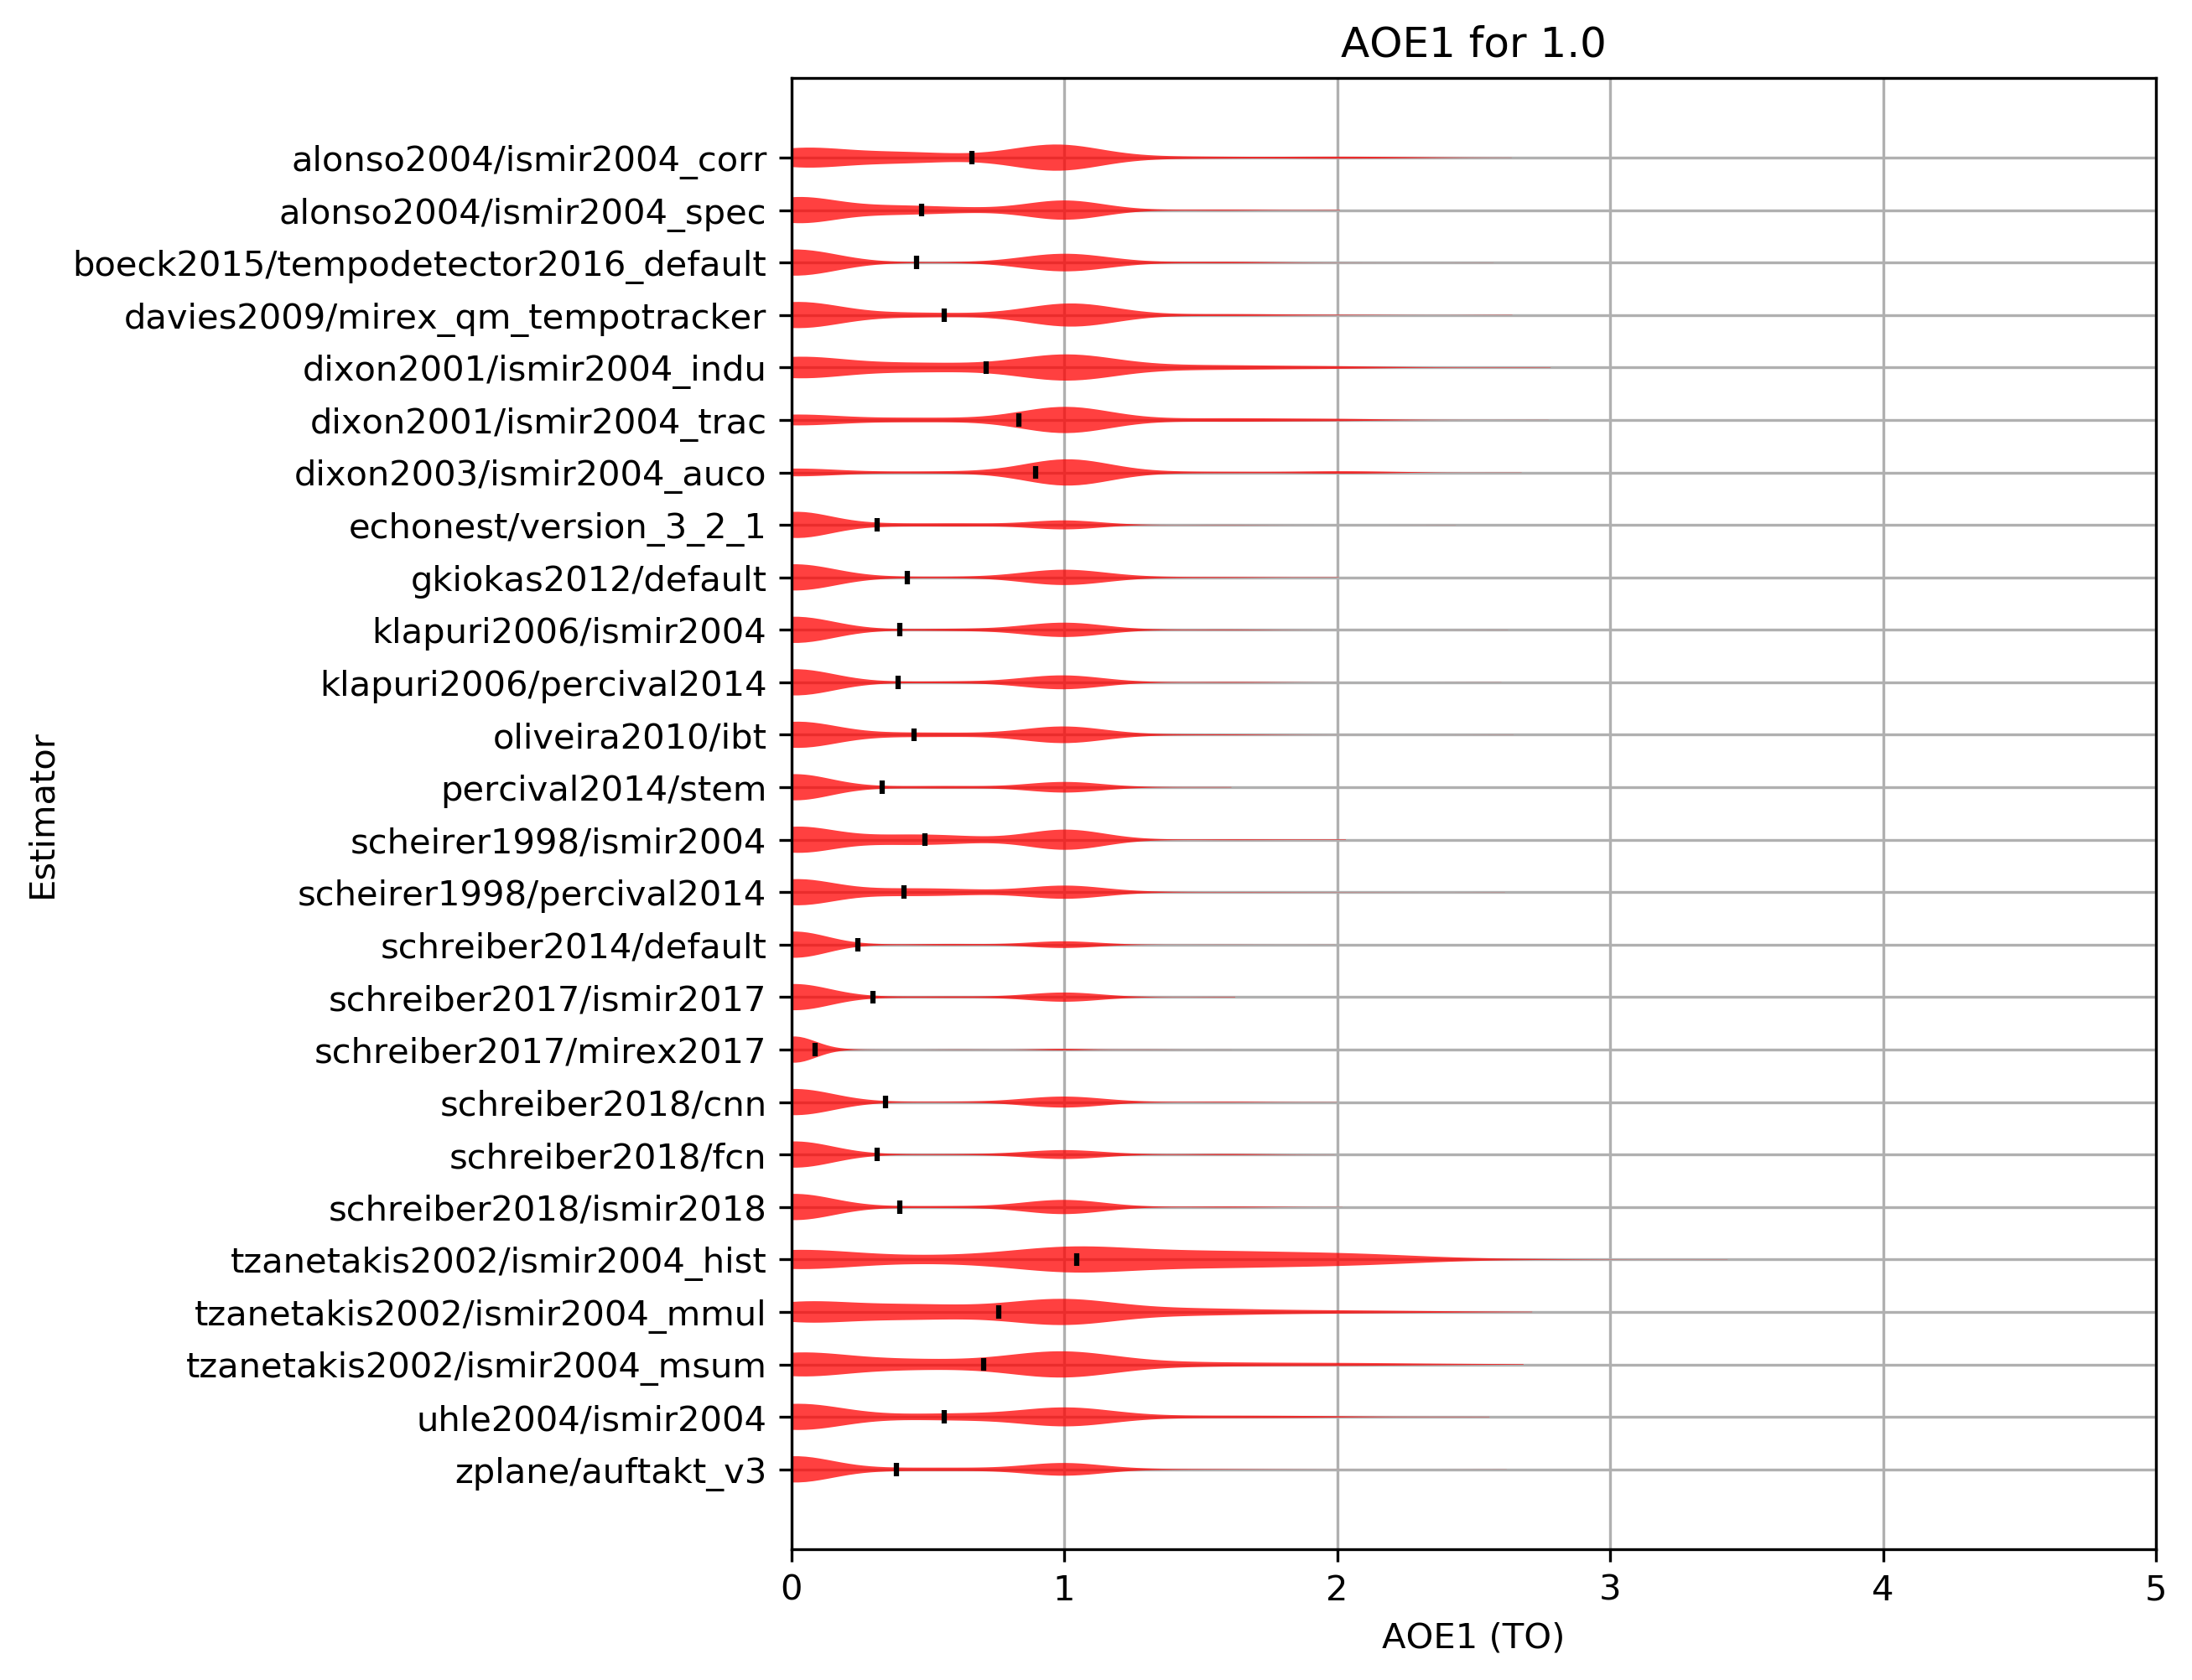 AOE1 for 1.0
alonso2004/ismir2004_corr
alonso2004/ismir2004_spec
boeck2015/tempodetector2016_default
davies2009/mirex_qm_tempotracker
dixon2001/ismir2004_indu
dixon2001/ismir2004_trac
dixon2003/ismir2004_auco
echonest/version_3_2_1
gkiokas2012/default
klapuri2006/ismir2004
klapuri2006/percival2014
oliveira2010/ibt
percival2014/stem
scheirer1998/ismir2004
scheirer1998/percival2014
schreiber2014/default
schreiber2017/ismir2017
schreiber2017/mirex2017
schreiber2018/cnn
schreiber2018/fcn
schreiber2018/ismir2018
tzanetakis2002/ismir2004_hist
tzanetakis2002/ismir2004_mmul
tzanetakis2002/ismir2004_msum
uhle2004/ismir2004
zplane/auftakt_v3
Estimator
0 1 2 3 4 5
AOE1 (TO)